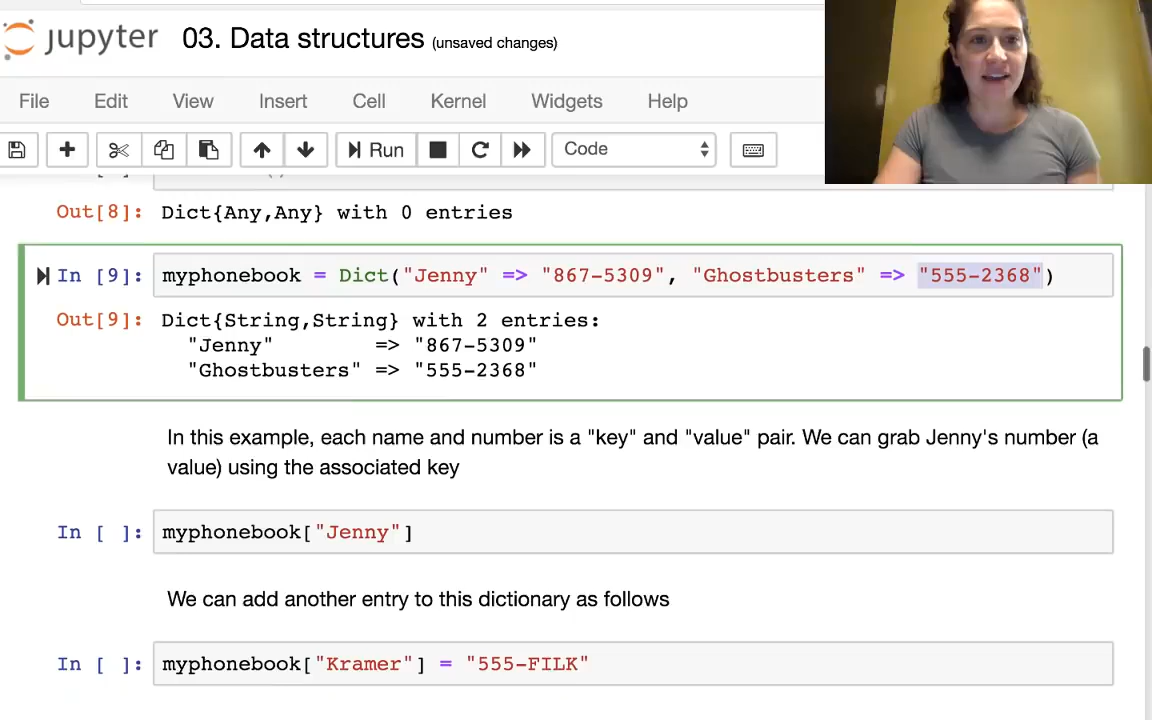 jupyter 03. Data structures (unsaved changes)
File Edit View Insert Cell Kernel Widgets Help
Run Code
Out[8]: Dict{Any,Any} with 0 entries
In [9]: myphonebook = Dict("Jenny" => "867-5309", "Ghostbusters" => "555-2368")
Out[9]: Dict{String,String} with 2 entries:
"Jenny" => "867-5309"
"Ghostbusters" => "555-2368"
In this example, each name and number is a "key" and "value" pair. We can grab Jenny's number (a
value) using the associated key
In [ ]: myphonebook["Jenny"]
We can add another entry to this dictionary as follows
In [ ]: myphonebook["Kramer"] = "555-FILK"